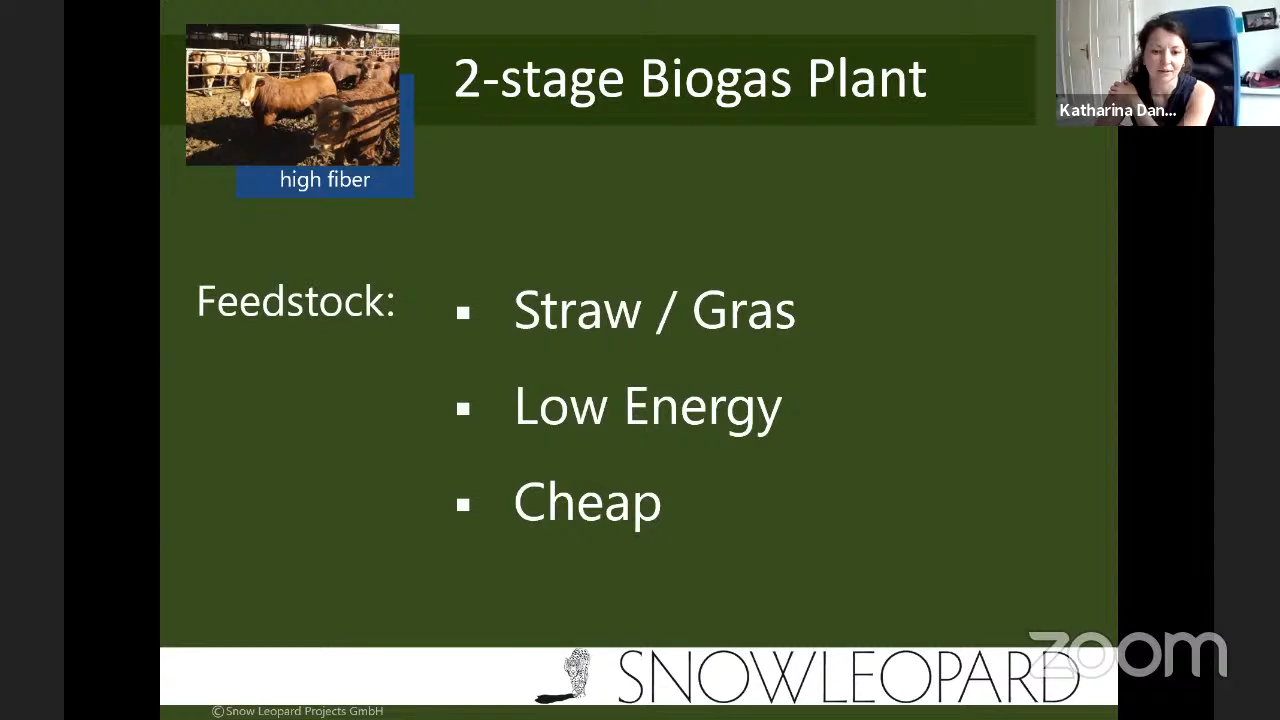 2-stage Biogas Plant
Katharina Dan...
high fiber
Feedstock:
▪ Straw / Gras
▪ Low Energy
▪ Cheap
SNOWLEOPARD
zoom
©Snow Leopard Projects GmbH